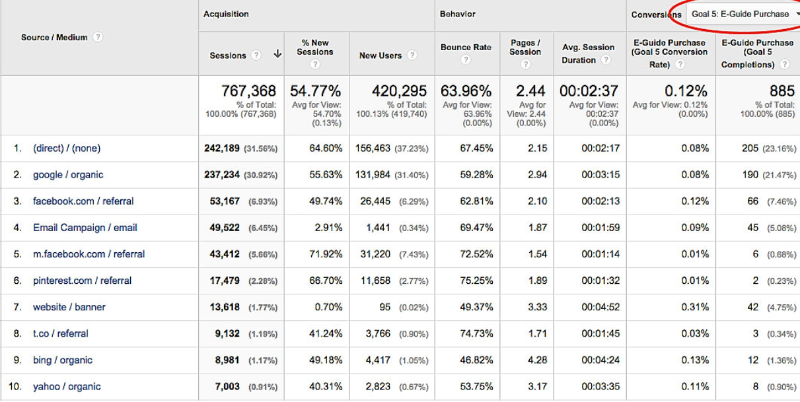 Acquisition Behavior Conversions Goal 5: E-Guide Purchase
Source / Medium ? Sessions ? % New Sessions ? New Users ? Bounce Rate ? Pages / Session ? Avg. Session Duration ? E-Guide Purchase (Goal 5 Conversion Rate) ? E-Guide Purchase (Goal 5 Completions) ?
767,368 54.77% 420,295 63.96% 2.44 00:02:37 0.12% 885
% of Total: 100.00% (767,368) Avg for View: 54.70% (0.13%) % of Total: 100.13% (419,740) Avg for View: 63.96% (0.00%) Avg for View: 2.44 (0.00%) Avg for View: 00:02:37 (0.00%) Avg for View: 0.12% (0.00%) % of Total: 100.00% (885)
1. (direct) / (none) 242,189 (31.56%) 64.60% 156,463 (37.23%) 67.45% 2.15 00:02:17 0.08% 205 (23.16%)
2. google / organic 237,234 (30.92%) 55.63% 131,984 (31.40%) 59.28% 2.94 00:03:15 0.08% 190 (21.47%)
3. facebook.com / referral 53,167 (6.93%) 49.74% 26,445 (6.29%) 62.81% 2.10 00:02:13 0.12% 66 (7.46%)
4. Email Campaign / email 49,522 (6.45%) 2.91% 1,441 (0.34%) 69.47% 1.87 00:01:59 0.09% 45 (5.08%)
5. m.facebook.com / referral 43,412 (5.66%) 71.92% 31,220 (7.43%) 72.52% 1.54 00:01:14 0.01% 6 (0.68%)
6. pinterest.com / referral 17,479 (2.28%) 66.70% 11,658 (2.77%) 75.25% 1.89 00:01:32 0.01% 2 (0.23%)
7. website / banner 13,618 (1.77%) 0.70% 95 (0.02%) 49.37% 3.33 00:04:52 0.31% 42 (4.75%)
8. t.co / referral 9,132 (1.19%) 41.24% 3,766 (0.90%) 74.73% 1.71 00:01:45 0.03% 3 (0.34%)
9. bing / organic 8,981 (1.17%) 49.18% 4,417 (1.05%) 46.82% 4.28 00:04:24 0.13% 12 (1.36%)
10. yahoo / organic 7,003 (0.91%) 40.31% 2,823 (0.67%) 53.75% 3.17 00:03:35 0.11% 8 (0.90%)